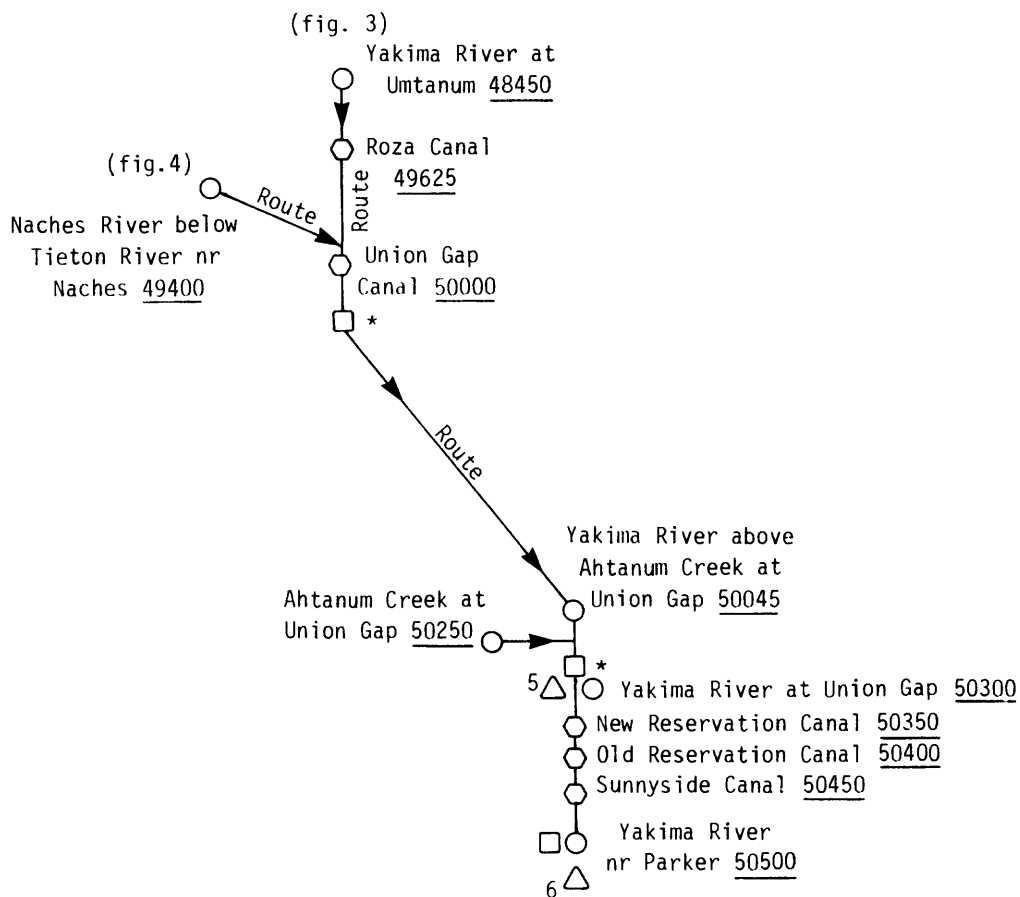 (fig. 3)
Yakima River at
Umtanum 48450
Roza Canal
49625
(fig.4)
Route
Route
Naches River below
Tieton River nr
Naches 49400
Union Gap
Canal 50000
*
Route
Yakima River above
Ahtanum Creek at
Union Gap 50045
Ahtanum Creek at
Union Gap 50250
*
5
Yakima River at Union Gap 50300
New Reservation Canal 50350
Old Reservation Canal 50400
Sunnyside Canal 50450
Yakima River
nr Parker 50500
6